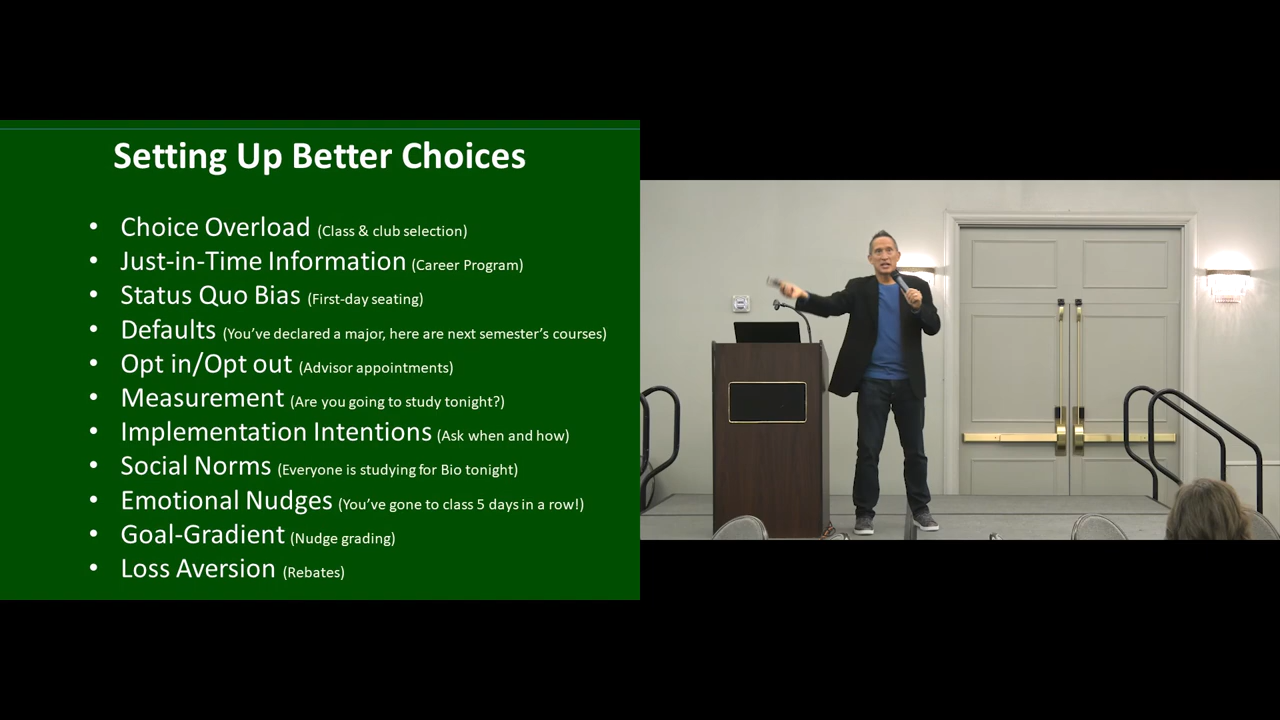 Setting Up Better Choices
• Choice Overload (Class & club selection)
• Just-in-Time Information (Career Program)
• Status Quo Bias (First-day seating)
• Defaults (You’ve declared a major, here are next semester’s courses)
• Opt in/Opt out (Advisor appointments)
• Measurement (Are you going to study tonight?)
• Implementation Intentions (Ask when and how)
• Social Norms (Everyone is studying for Bio tonight)
• Emotional Nudges (You’ve gone to class 5 days in a row!)
• Goal-Gradient (Nudge grading)
• Loss Aversion (Rebates)